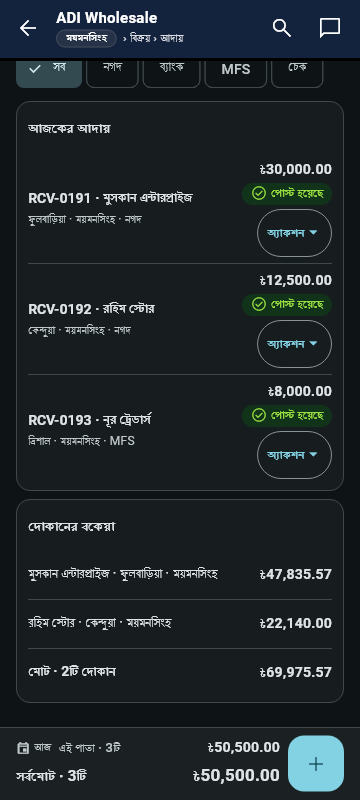 ADI Wholesale
ময়মনসিংহ › বিক্রয় › আদায়
সব নগদ ব্যাংক MFS চেক
আজকের আদায়
৳30,000.00
RCV-0191 · মুসকান এন্টারপ্রাইজ
পোস্ট হয়েছে
ফুলবাড়িয়া · ময়মনসিংহ · নগদ
অ্যাকশন
৳12,500.00
RCV-0192 · রহিম স্টোর
পোস্ট হয়েছে
কেন্দুয়া · ময়মনসিংহ · নগদ
অ্যাকশন
৳8,000.00
RCV-0193 · নূর ট্রেডার্স
পোস্ট হয়েছে
ত্রিশাল · ময়মনসিংহ · MFS
অ্যাকশন
দোকানের বকেয়া
মুসকান এন্টারপ্রাইজ · ফুলবাড়িয়া · ময়মনসিংহ ৳47,835.57
রহিম স্টোর · কেন্দুয়া · ময়মনসিংহ ৳22,140.00
মোট · 2টি দোকান ৳69,975.57
আজ এই পাতা · 3টি ৳50,500.00
সর্বমোট · 3টি ৳50,500.00